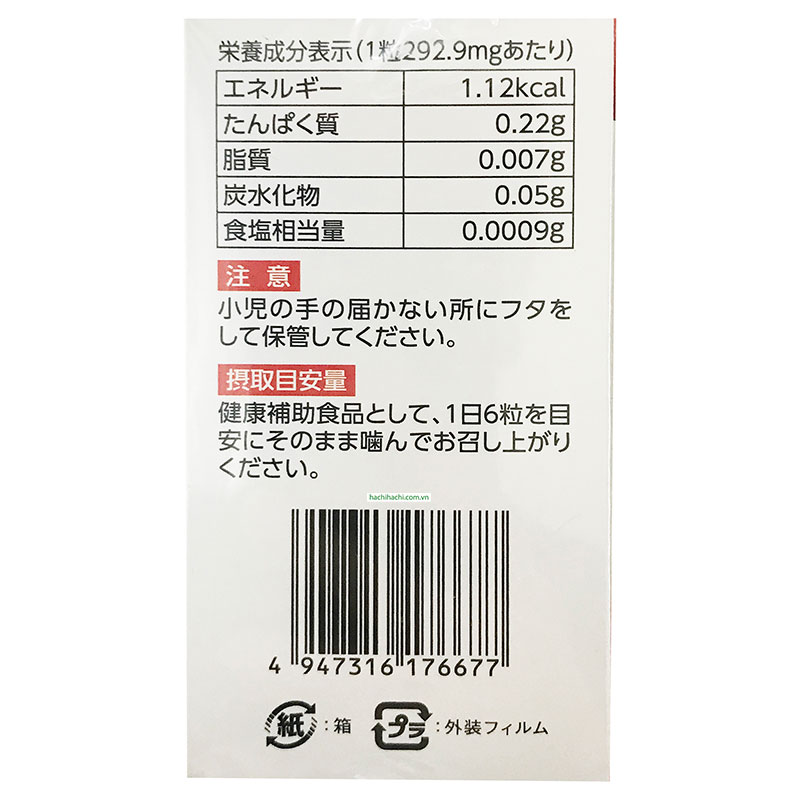 栄養成分表示(1粒292.9mgあたり)
エネルギー 1.12kcal
たんぱく質 0.22g
脂質 0.007g
炭水化物 0.05g
食塩相当量 0.0009g
注意
小児の手の届かない所にフタを
して保管してください。
摂取目安量
健康補助食品として、1日6粒を目
安にそのまま噛んでお召し上がり
ください。
hachihachi.com.vn
4 947316 176677
紙 :箱 プラ :外装フィルム